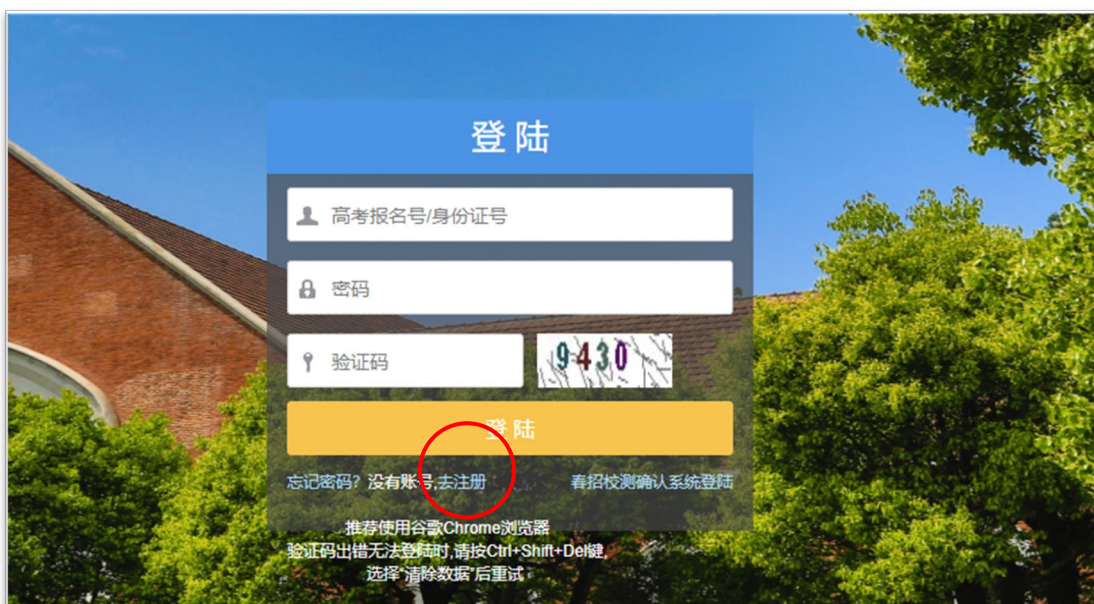 登 陆
高考报名号/身份证号
密码
验证码
9430
登 陆
忘记密码? 没有账号,去注册 春招校测确认系统登陆
推荐使用谷歌Chrome浏览器
验证码出错无法登陆时,请按Ctrl+Shift+Del键,
选择“清除数据”后重试